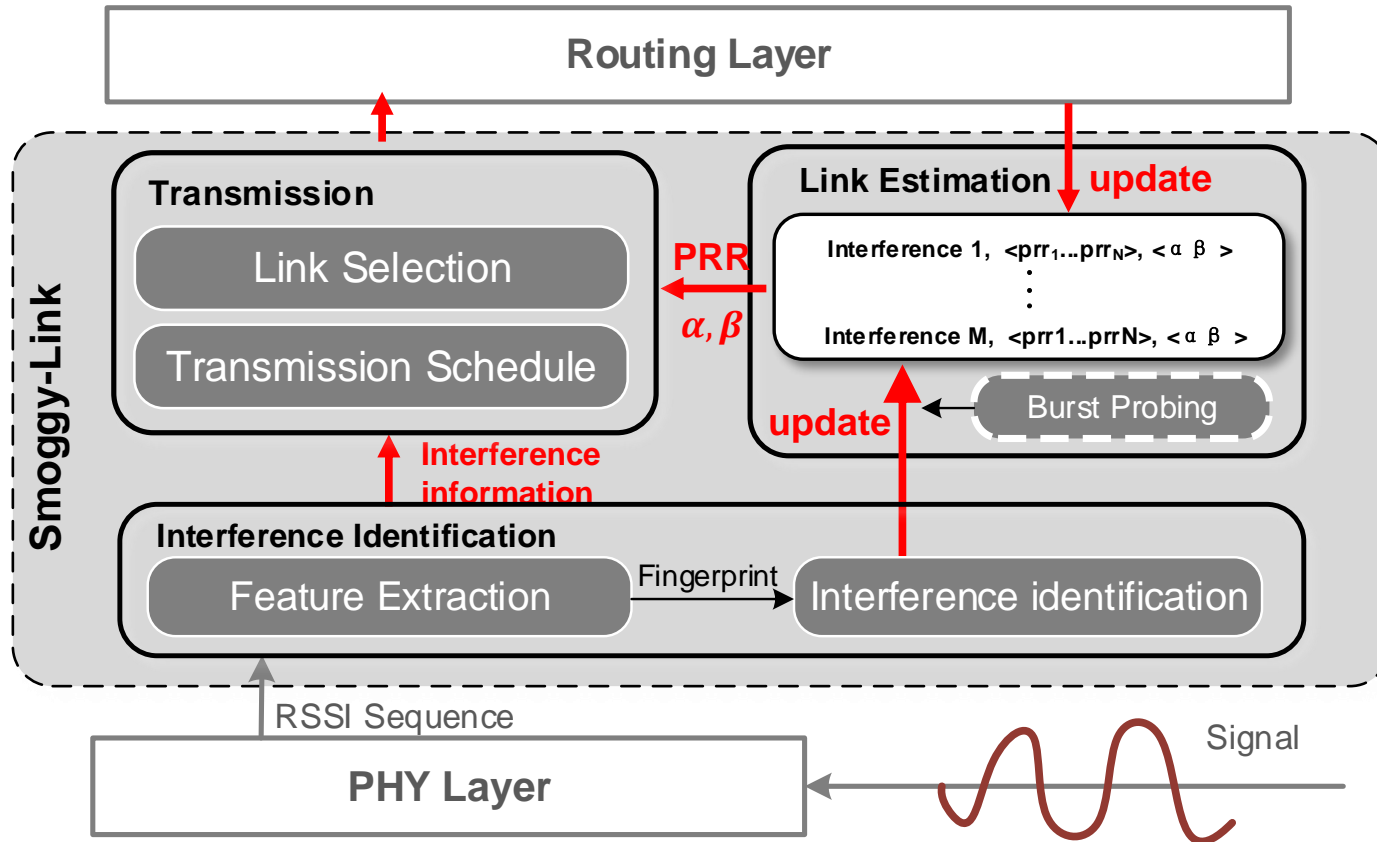 Routing Layer
Smoggy-Link
Transmission
Link Selection
Transmission Schedule
PRR
α, β
Link Estimation
update
Interference 1, <prr₁...prr_N>, <α β >
⋮
Interference M, <prr1...prrN>, <α β >
update
Burst Probing
Interference
information
Interference Identification
Feature Extraction
Fingerprint
Interference identification
RSSI Sequence
PHY Layer
Signal